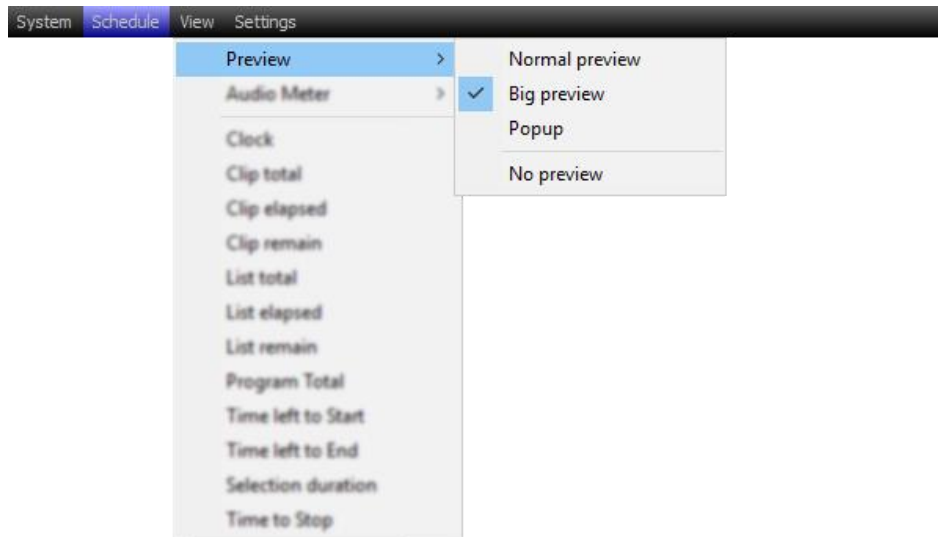 System Schedule View Settings
Preview
Audio Meter
Clock
Clip total
Clip elapsed
Clip remain
List total
List elapsed
List remain
Program Total
Time left to Start
Time left to End
Selection duration
Time to Stop
Normal preview
Big preview
Popup
No preview